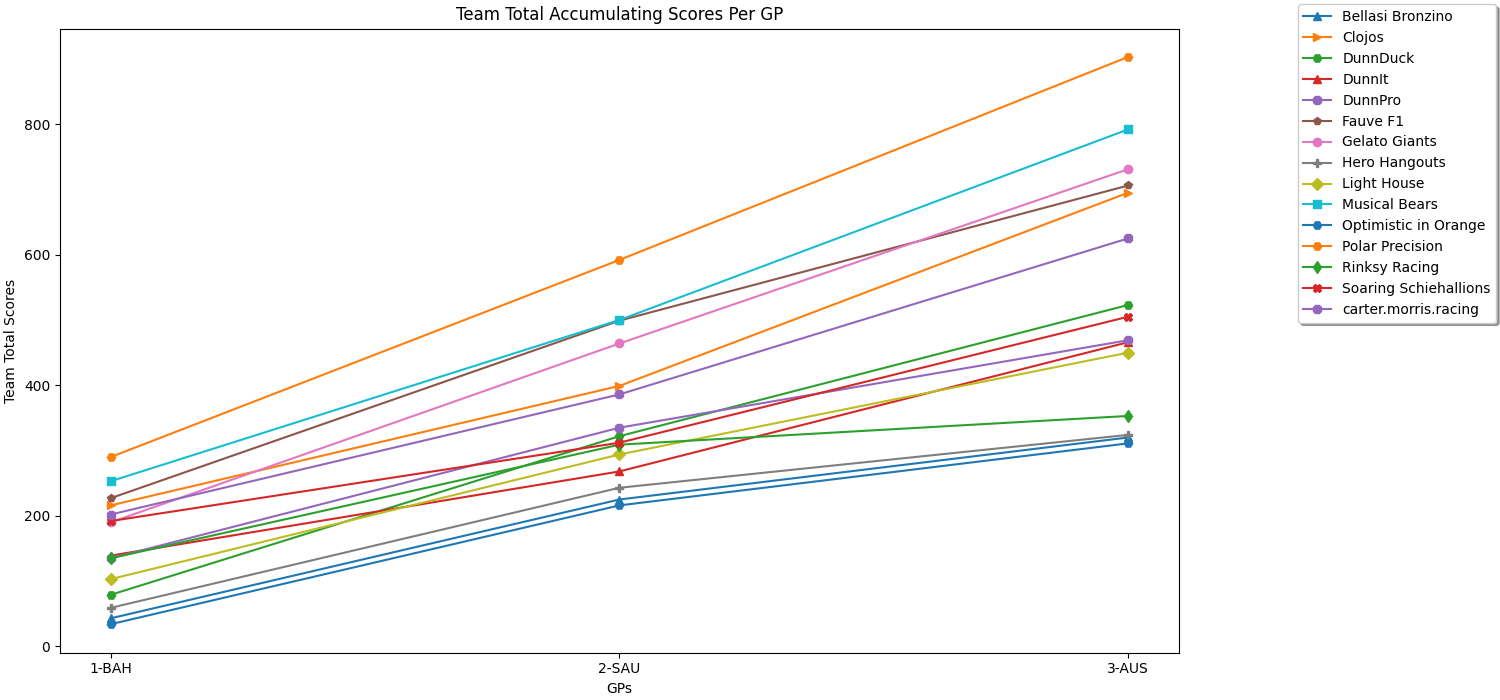 Team Total Accumulating Scores Per GP
Team Total Scores
800
600
400
200
0
1-BAH
2-SAU
3-AUS
GPs
Bellasi Bronzino
Clojos
DunnDuck
DunnIt
DunnPro
Fauve F1
Gelato Giants
Hero Hangouts
Light House
Musical Bears
Optimistic in Orange
Polar Precision
Rinksy Racing
Soaring Schiehallions
carter.morris.racing